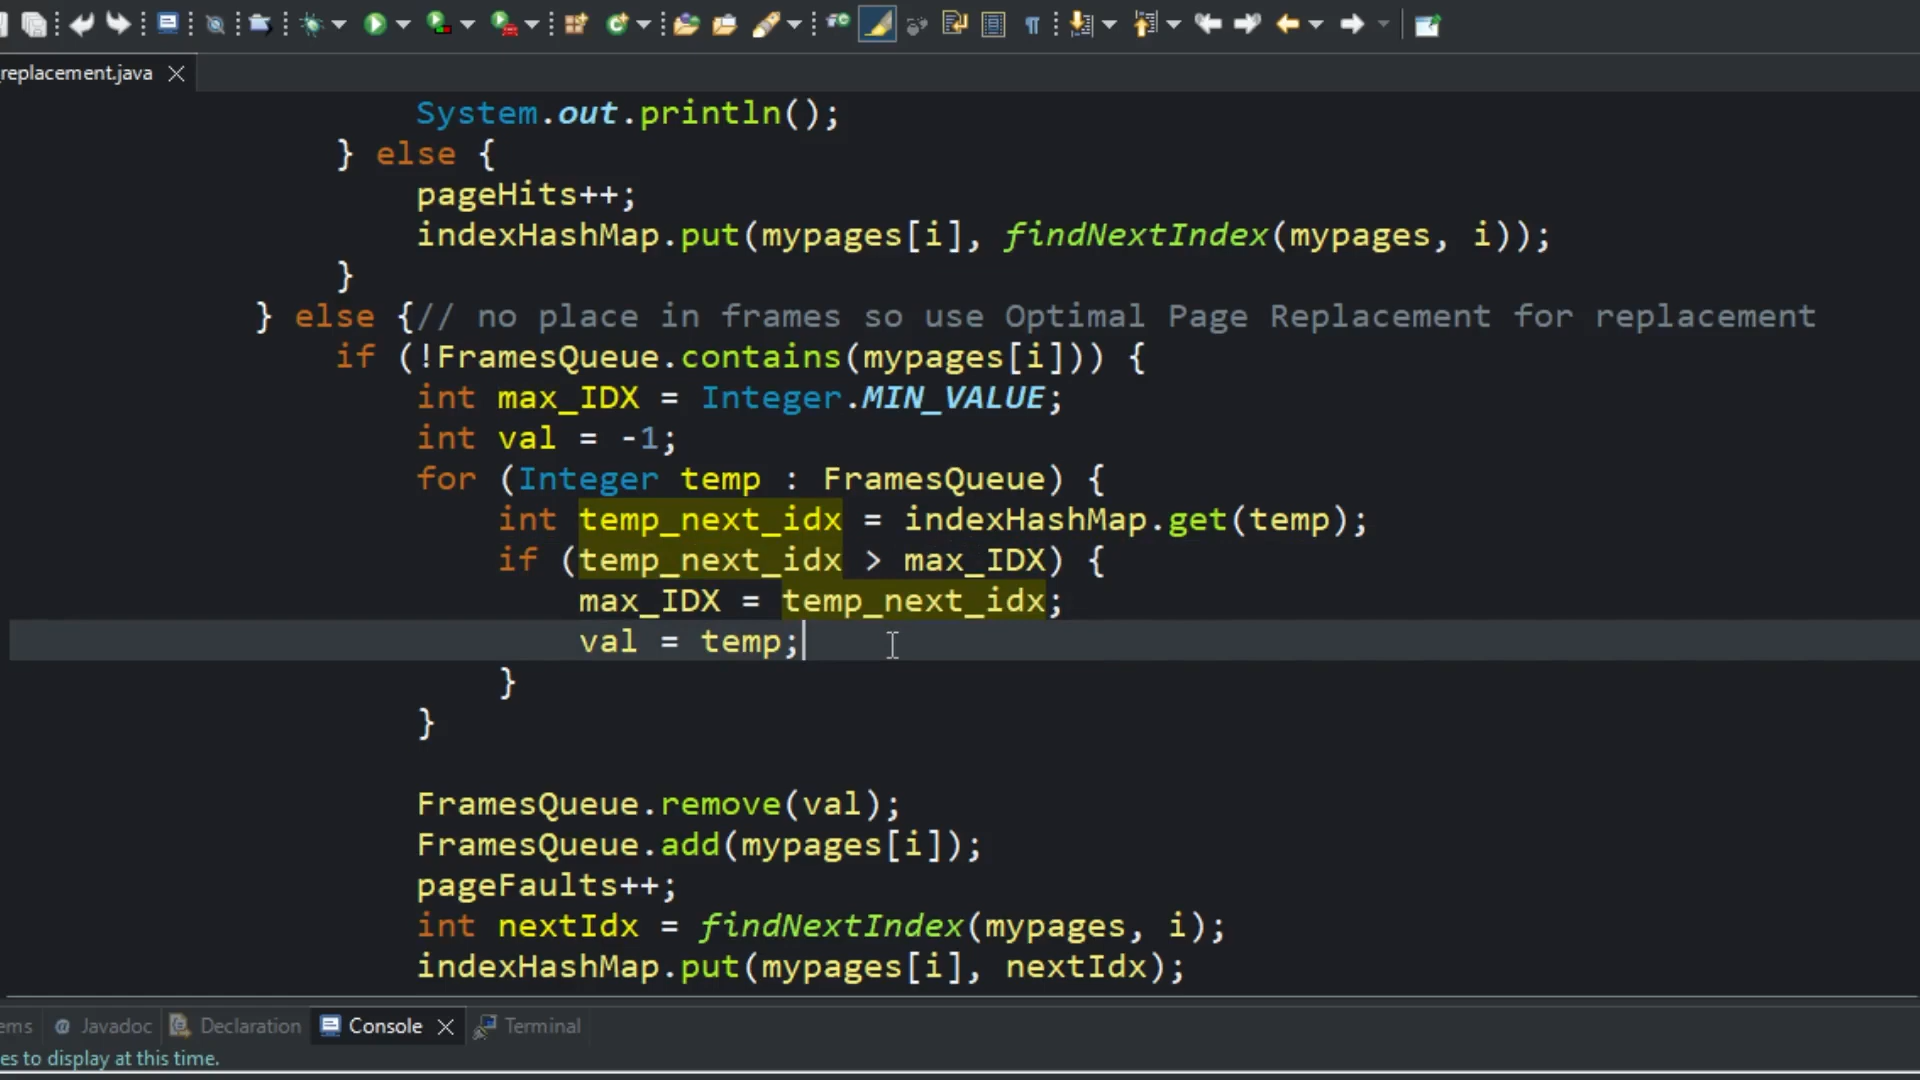 replacement.java
System.out.println();
} else {
pageHits++;
indexHashMap.put(mypages[i], findNextIndex(mypages, i));
}
} else {// no place in frames so use Optimal Page Replacement for replacement
if (!FramesQueue.contains(mypages[i])) {
int max_IDX = Integer.MIN_VALUE;
int val = -1;
for (Integer temp : FramesQueue) {
int temp_next_idx = indexHashMap.get(temp);
if (temp_next_idx > max_IDX) {
max_IDX = temp_next_idx;
val = temp;
}
}
FramesQueue.remove(val);
FramesQueue.add(mypages[i]);
pageFaults++;
int nextIdx = findNextIndex(mypages, i);
indexHashMap.put(mypages[i], nextIdx);
ems @ Javadoc Declaration Console Terminal
es to display at this time.